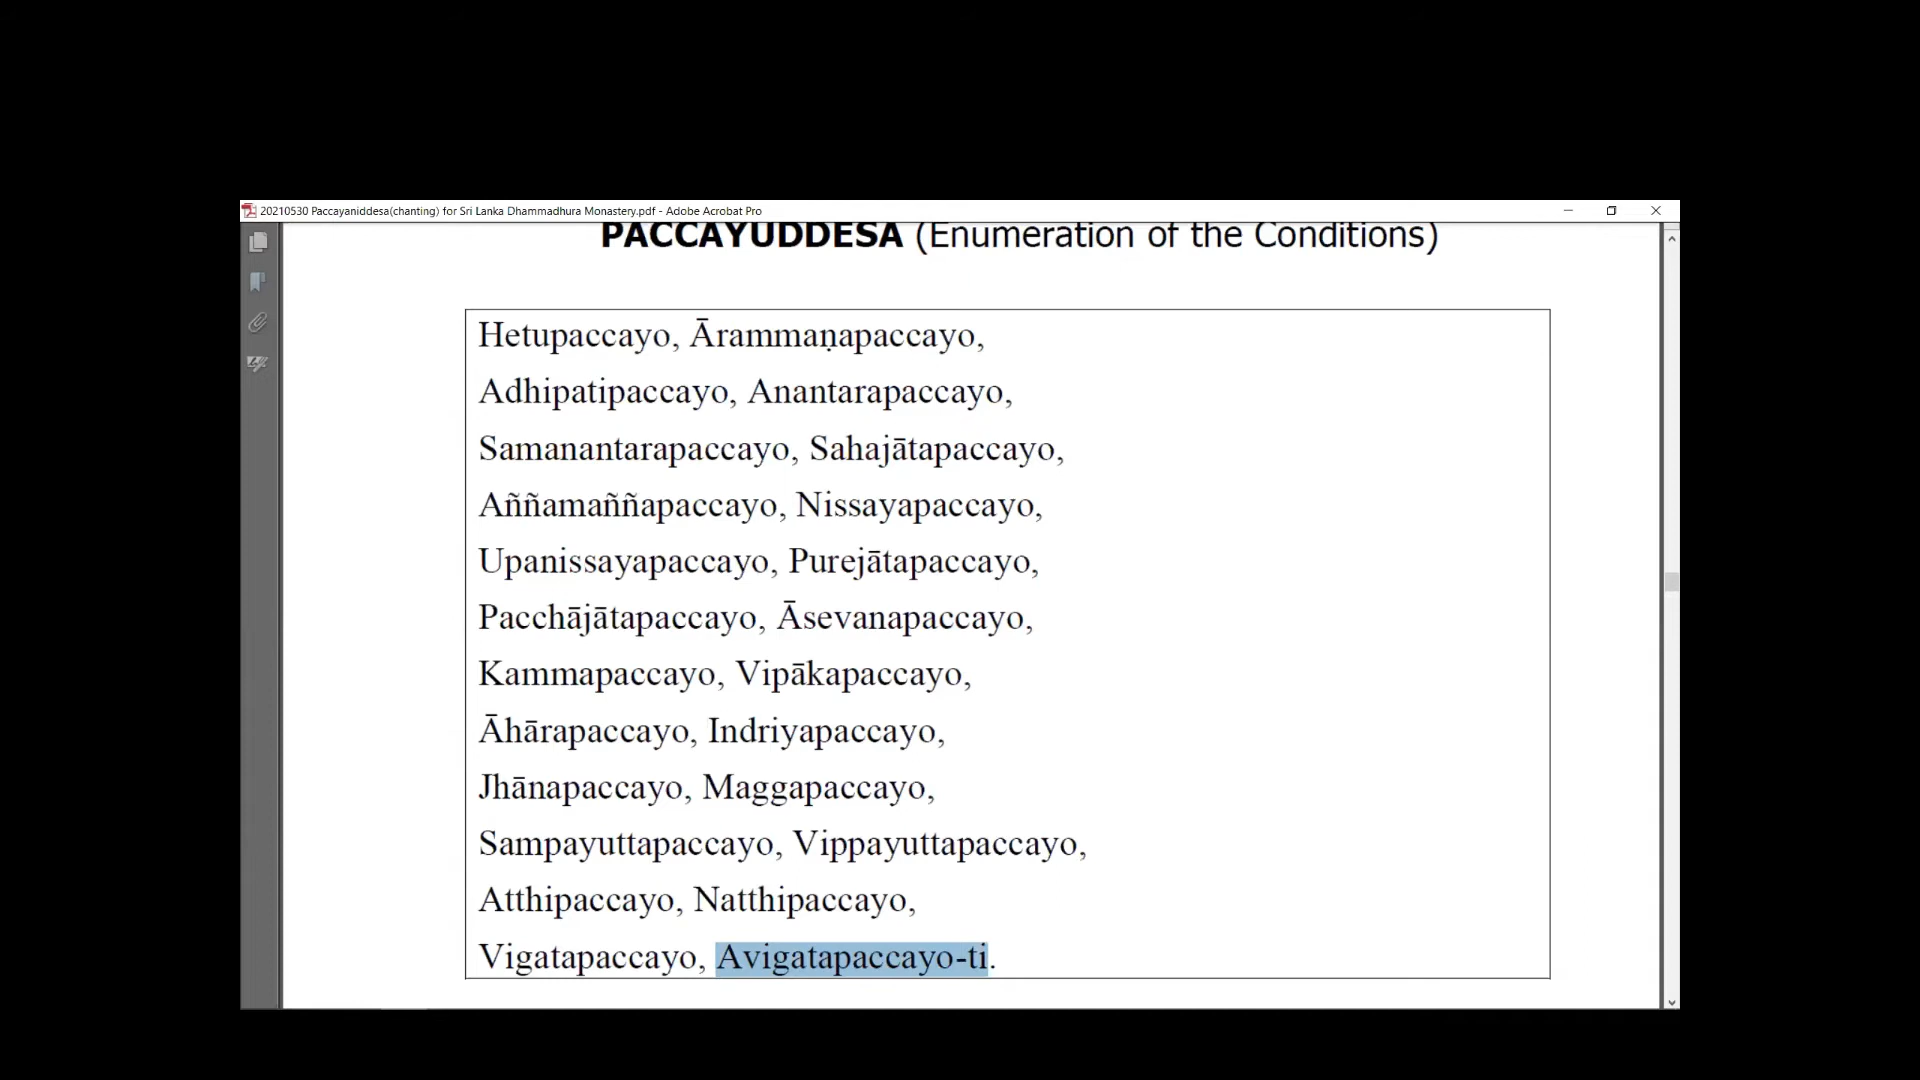 20210530 Paccayaniddesa(chanting) for Sri Lanka Dhammadhura Monastery.pdf - Adobe Acrobat Pro
PACCAYUDDESA (Enumeration of the Conditions)
Hetupaccayo, Ārammaṇapaccayo,
Adhipatipaccayo, Anantarapaccayo,
Samanantarapaccayo, Sahajātapaccayo,
Aññamaññapaccayo, Nissayapaccayo,
Upanissayapaccayo, Purejātapaccayo,
Pacchājātapaccayo, Āsevanapaccayo,
Kammapaccayo, Vipākapaccayo,
Āhārapaccayo, Indriyapaccayo,
Jhānapaccayo, Maggapaccayo,
Sampayuttapaccayo, Vippayuttapaccayo,
Atthipaccayo, Natthipaccayo,
Vigatapaccayo, Avigatapaccayo-ti.